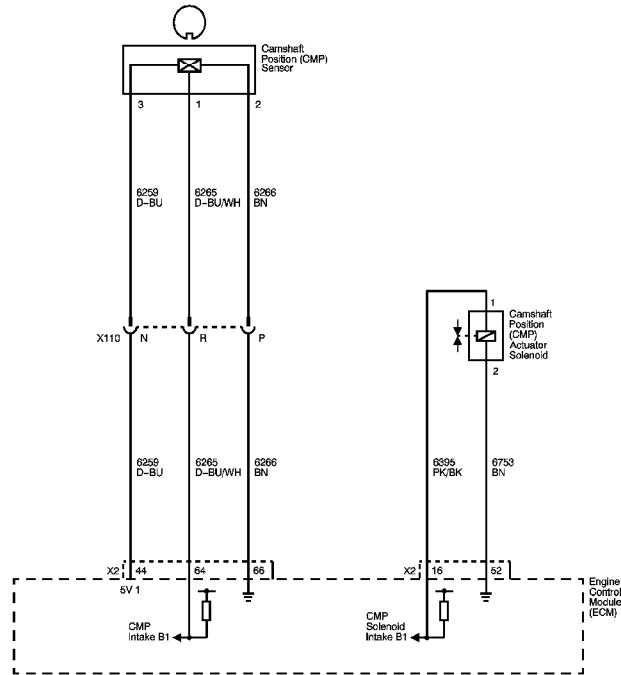 Camshaft
Position (CMP)
Sensor
3 1 2
6259
D-BU
6265
D-BU/WH
6266
BN
1
Camshaft
Position
(CMP)
Actuator
Solenoid
2
X110 N R P
6259
D-BU
6265
D-BU/WH
6266
BN
6395
PK/BK
6753
BN
X2 44 64 66
X2 16 52
5V 1
Engine
Control
Module
(ECM)
CMP
Intake B1
CMP
Solenoid
Intake B1